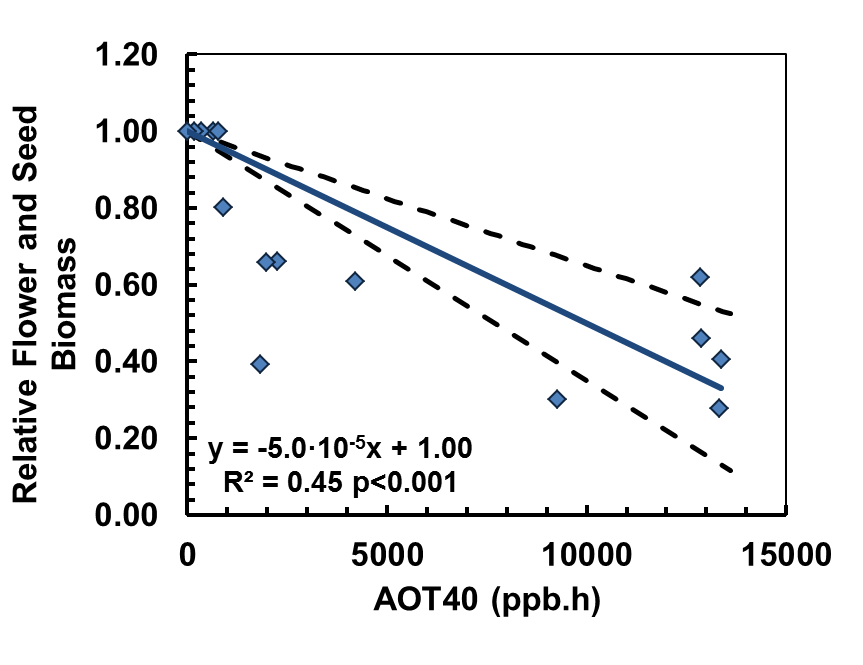 Relative Flower and Seed
Biomass
1.20
1.00
0.80
0.60
0.40
0.20
0.00
y = -5.0·10⁻⁵x + 1.00
R² = 0.45 p<0.001
0 5000 10000 15000
AOT40 (ppb.h)